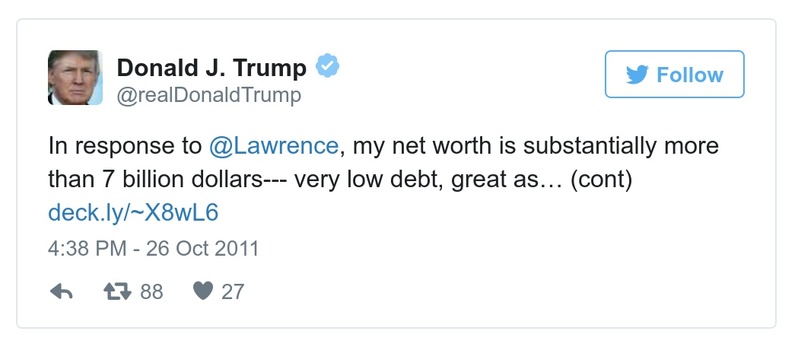 Donald J. Trump
Follow
@realDonaldTrump
In response to @Lawrence, my net worth is substantially more
than 7 billion dollars--- very low debt, great as… (cont)
deck.ly/~X8wL6
4:38 PM - 26 Oct 2011
88 27